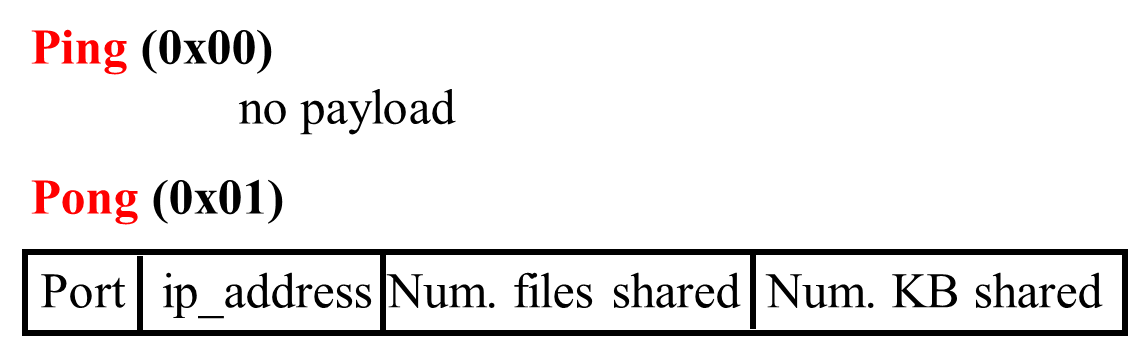 Ping (0x00)
no payload
Pong (0x01)
Port ip_address Num. files shared Num. KB shared